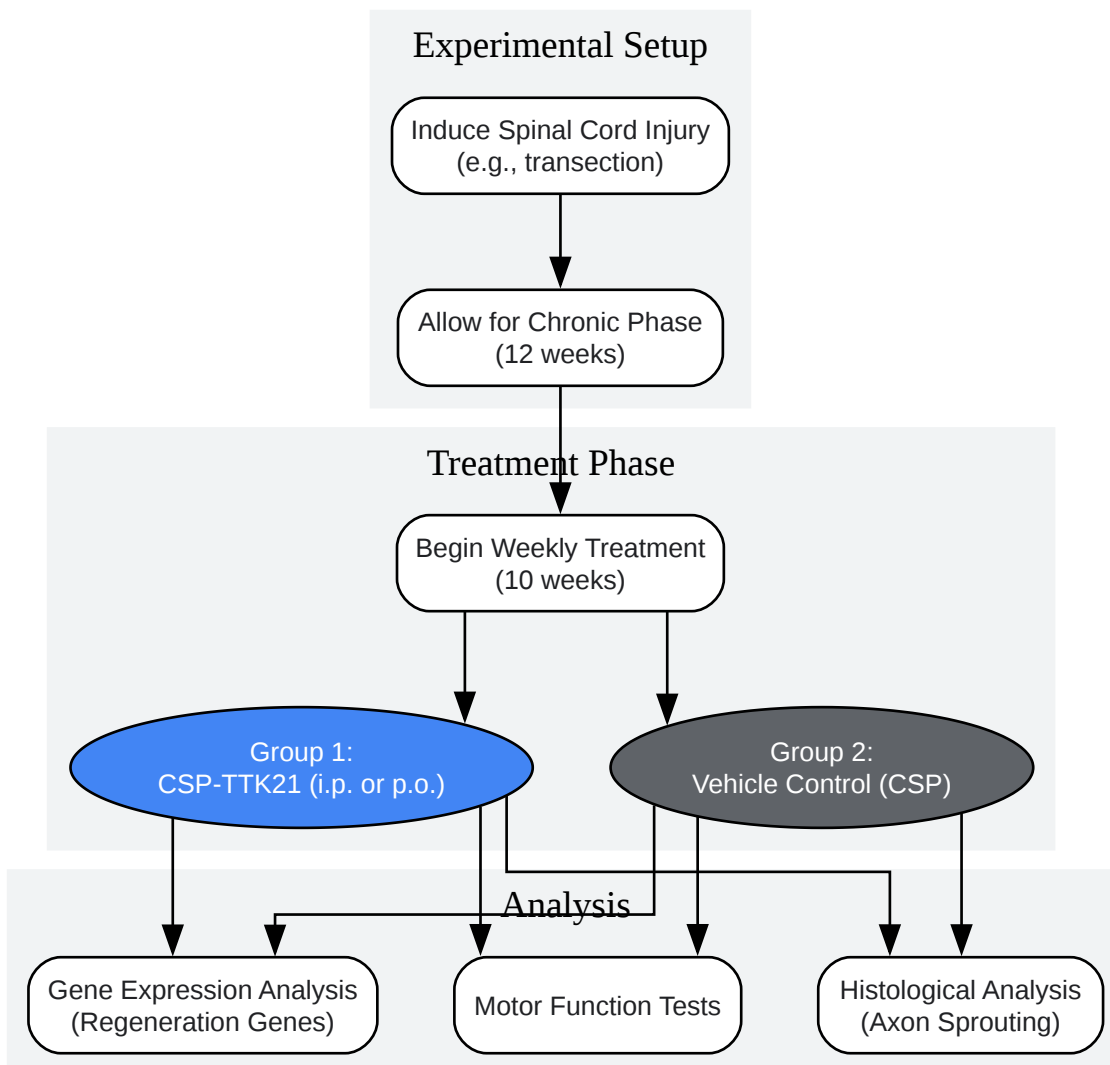 Experimental Setup
Induce Spinal Cord Injury
(e.g., transection)
Allow for Chronic Phase
(12 weeks)
Treatment Phase
Begin Weekly Treatment
(10 weeks)
Group 1:
CSP-TTK21 (i.p. or p.o.)
Group 2:
Vehicle Control (CSP)
Analysis
Gene Expression Analysis
(Regeneration Genes)
Motor Function Tests
Histological Analysis
(Axon Sprouting)